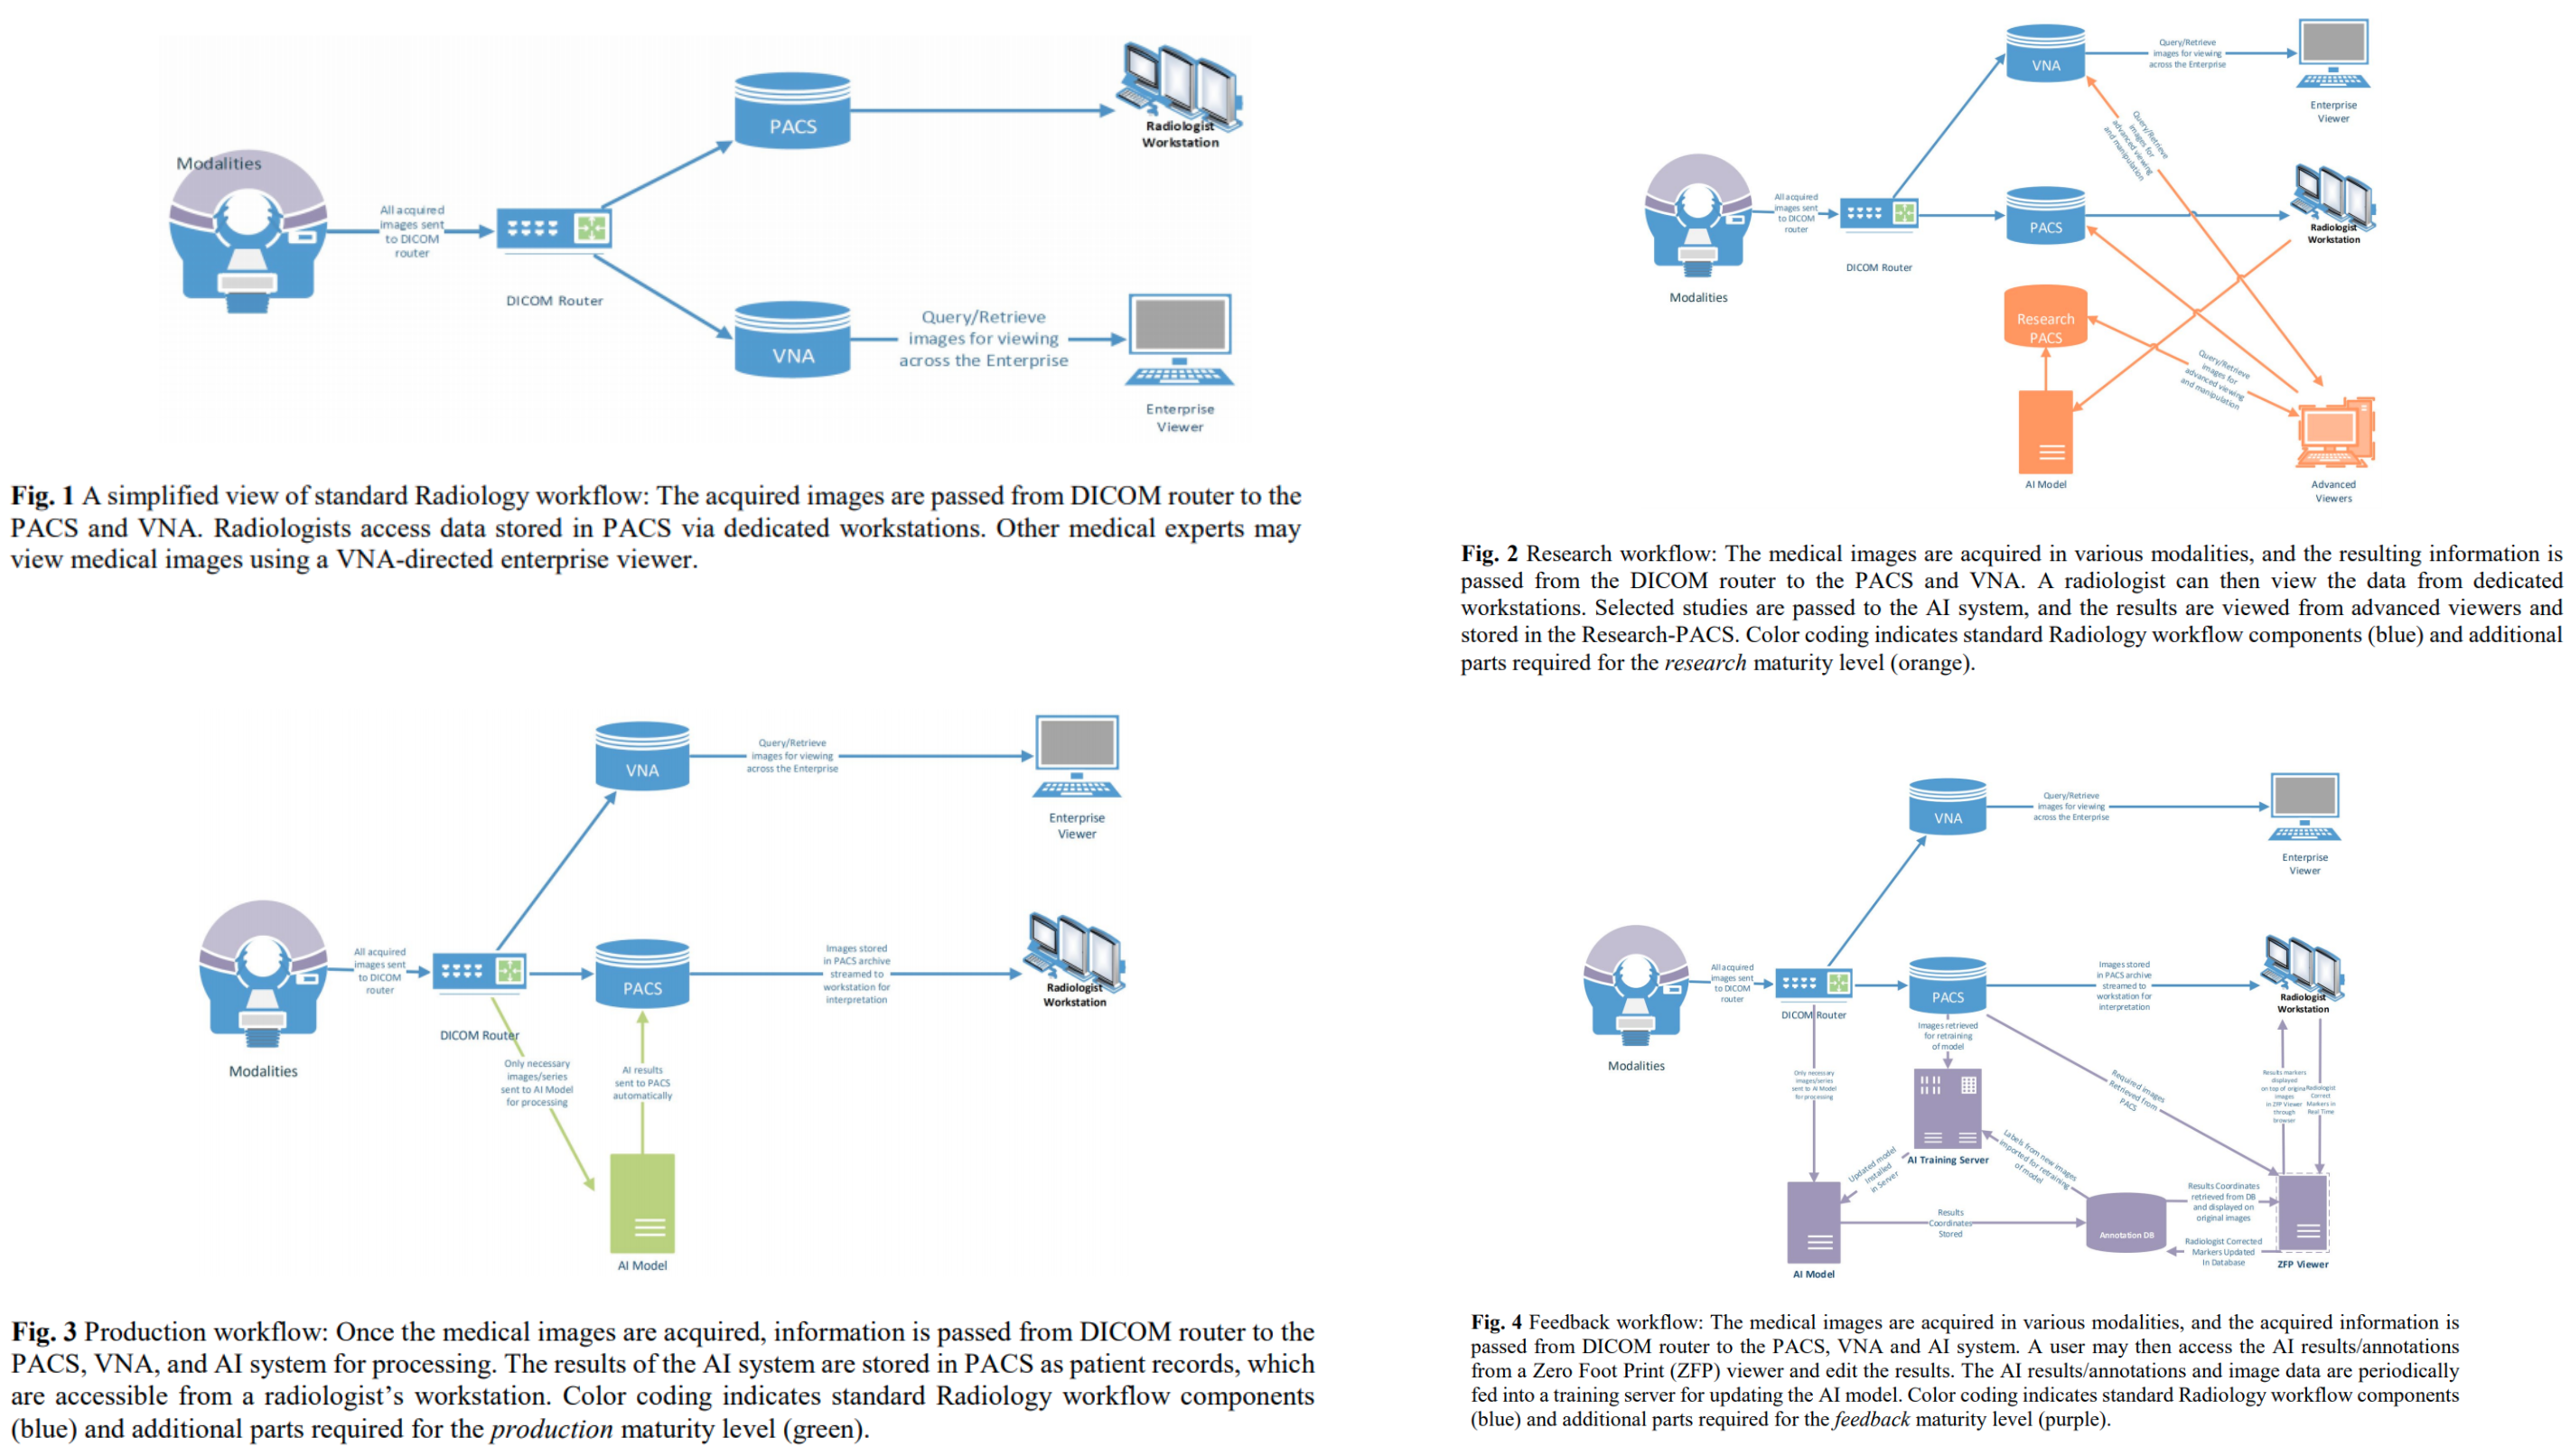 Modalities
All acquired
images sent
to DICOM
router
DICOM Router
PACS
VNA
Radiologist
Workstation
Query/Retrieve
images for viewing
across the Enterprise
Enterprise
Viewer
Fig. 1 A simplified view of standard Radiology workflow: The acquired images are passed from DICOM router to the
PACS and VNA. Radiologists access data stored in PACS via dedicated workstations. Other medical experts may
view medical images using a VNA-directed enterprise viewer.
VNA
Query/Retrieve
images for viewing
across the Enterprise
Enterprise
Viewer
Query/Retrieve
images for
advanced viewing
and manipulation
Modalities
All acquired
images sent
to DICOM
router
DICOM Router
PACS
Radiologist
Workstation
Research
PACS
Query/Retrieve
images for
advanced viewing
and manipulation
AI Model
Advanced
Viewers
Fig. 2 Research workflow: The medical images are acquired in various modalities, and the resulting information is
passed from the DICOM router to the PACS and VNA. A radiologist can then view the data from dedicated
workstations. Selected studies are passed to the AI system, and the results are viewed from advanced viewers and
stored in the Research-PACS. Color coding indicates standard Radiology workflow components (blue) and additional
parts required for the research maturity level (orange).
VNA
Query/Retrieve
images for viewing
across the Enterprise
Enterprise
Viewer
Modalities
All acquired
images sent
to DICOM
router
DICOM Router
PACS
Images stored
in PACS archive
streamed to
workstation for
interpretation
Radiologist
Workstation
Only necessary
images/series
sent to AI Model
for processing
AI results
sent to PACS
automatically
AI Model
Fig. 3 Production workflow: Once the medical images are acquired, information is passed from DICOM router to the
PACS, VNA, and AI system for processing. The results of the AI system are stored in PACS as patient records, which
are accessible from a radiologist's workstation. Color coding indicates standard Radiology workflow components
(blue) and additional parts required for the production maturity level (green).
VNA
Query/Retrieve
images for viewing
across the Enterprise
Enterprise
Viewer
Modalities
All acquired
images sent
to DICOM
router
DICOM Router
PACS
Images stored
in PACS archive
streamed to
workstation for
interpretation
Radiologist
Workstation
Images retrieved
for retraining
of model
Only necessary
images/series
sent to AI Model
for processing
Required images
Retrieved from
PACS
Results markers
displayed
on top of original
images
in ZFP Viewer
through
browser
Radiologist
Correct
Markers in
Real Time
AI Training Server
Labels from new images
imported for retraining
of model
Updated model
Installed
in Server
Results
Coordinates
Stored
Annotation DB
Results Coordinates
retrieved from DB
and displayed on
original images
Radiologist Corrected
Markers Updated
In Database
ZFP Viewer
AI Model
Fig. 4 Feedback workflow: The medical images are acquired in various modalities, and the acquired information is
passed from DICOM router to the PACS, VNA and AI system. A user may then access the AI results/annotations
from a Zero Foot Print (ZFP) viewer and edit the results. The AI results/annotations and image data are periodically
fed into a training server for updating the AI model. Color coding indicates standard Radiology workflow components
(blue) and additional parts required for the feedback maturity level (purple).